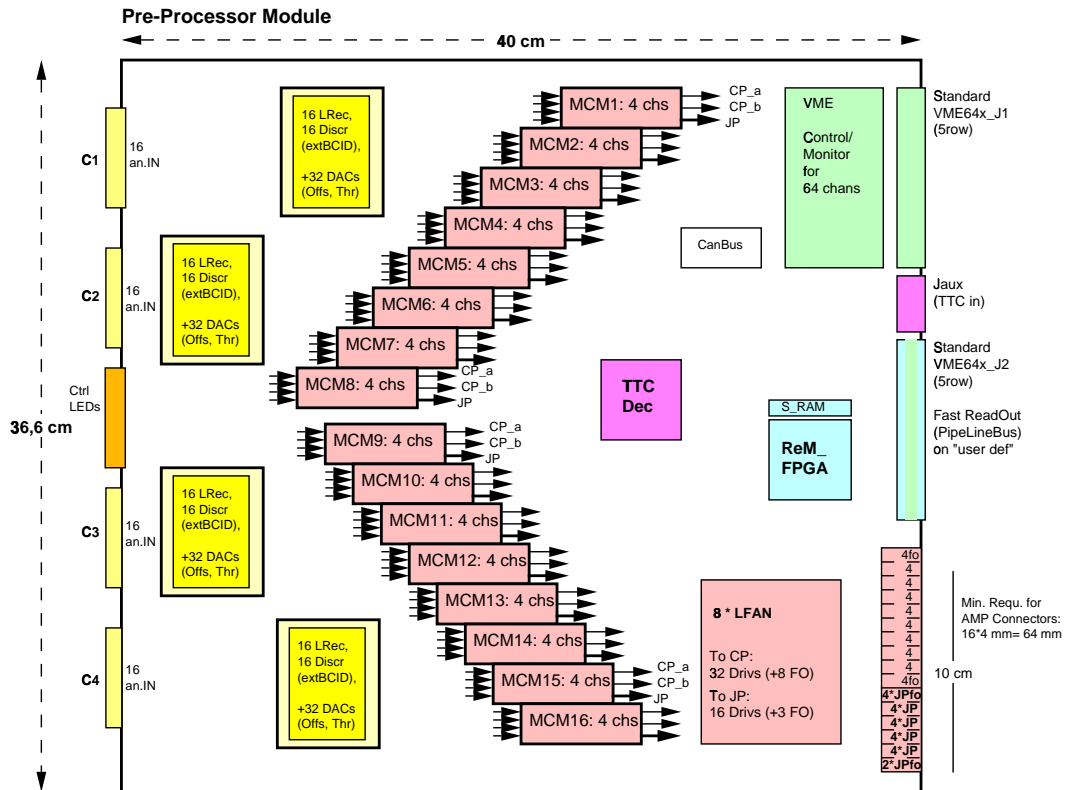 Pre-Processor Module
40 cm
36,6 cm
C1
16
an.IN
C2
16
an.IN
Ctrl
LEDs
C3
16
an.IN
C4
16
an.IN
16 LRec,
16 Discr
(extBCID),
+32 DACs
(Offs, Thr)
16 LRec,
16 Discr
(extBCID),
+32 DACs
(Offs, Thr)
16 LRec,
16 Discr
(extBCID),
+32 DACs
(Offs, Thr)
16 LRec,
16 Discr
(extBCID),
+32 DACs
(Offs, Thr)
MCM1: 4 chs
CP_a
CP_b
JP
MCM2: 4 chs
MCM3: 4 chs
MCM4: 4 chs
MCM5: 4 chs
MCM6: 4 chs
MCM7: 4 chs
MCM8: 4 chs
CP_a
CP_b
JP
MCM9: 4 chs
CP_a
CP_b
JP
MCM10: 4 chs
MCM11: 4 chs
MCM12: 4 chs
MCM13: 4 chs
MCM14: 4 chs
MCM15: 4 chs
CP_a
CP_b
JP
MCM16: 4 chs
VME
Control/
Monitor
for
64 chans
CanBus
TTC
Dec
S_RAM
ReM_
FPGA
8 * LFAN
To CP:
32 Drivs (+8 FO)
To JP:
16 Drivs (+3 FO)
Standard
VME64x_J1
(5row)
Jaux
(TTC in)
Standard
VME64x_J2
(5row)
Fast ReadOut
(PipeLineBus)
on "user def"
4fo
4
4
4
4
4
4
4
4
4fo
4*JPfo
4*JP
4*JP
4*JP
4*JP
2*JPfo
Min. Requ. for
AMP Connectors:
16*4 mm= 64 mm
10 cm